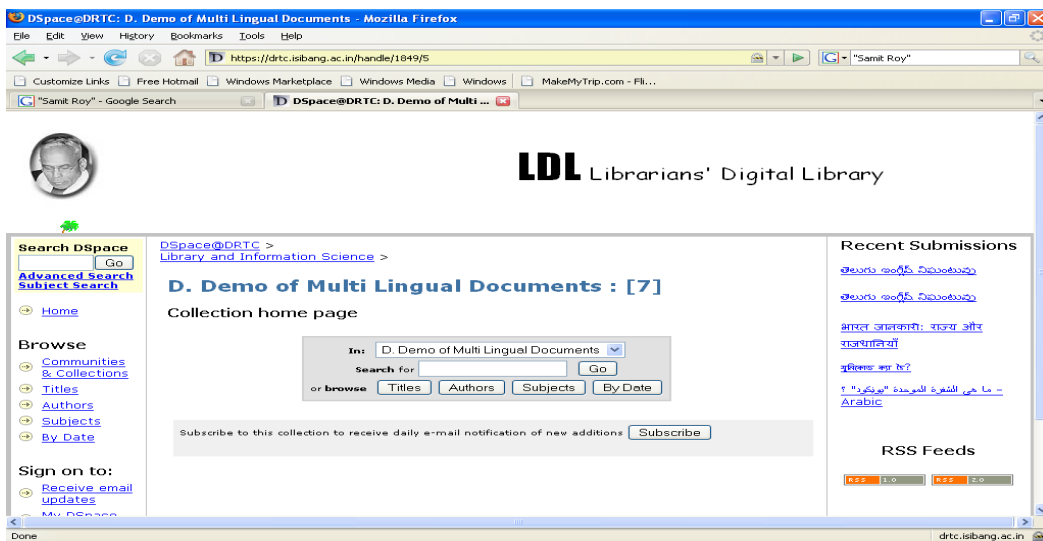 DSpace@DRTC: D. Demo of Multi Lingual Documents - Mozilla Firefox
File Edit View History Bookmarks Tools Help
https://drtc.isibang.ac.in/handle/1849/5
"Samit Roy"
Customize Links Free Hotmail Windows Marketplace Windows Media Windows MakeMyTrip.com - Fli...
"Samit Roy" - Google Search
DSpace@DRTC: D. Demo of Multi ...
LDL Librarians' Digital Library
Search DSpace
Go
Advanced Search
Subject Search
Home
Browse
Communities
& Collections
Titles
Authors
Subjects
By Date
Sign on to:
Receive email
updates
My DSpace
DSpace@DRTC >
Library and Information Science >
D. Demo of Multi Lingual Documents : [7]
Collection home page
In: D. Demo of Multi Lingual Documents
Search for Go
or browse Titles Authors Subjects By Date
Subscribe to this collection to receive daily e-mail notification of new additions Subscribe
Recent Submissions
తెలుగు ఇంగ్లీష్ నిఘంటువు
తెలుగు ఇంగ్లీష్ నిఘంటువు
भारत जानकारी: राज्य और
राजधानियाँ
ما هي الشفرة الموحدة "يونكود" ؟ -
Arabic
RSS Feeds
RSS 1.0 RSS 2.0
Done
drtc.isibang.ac.in